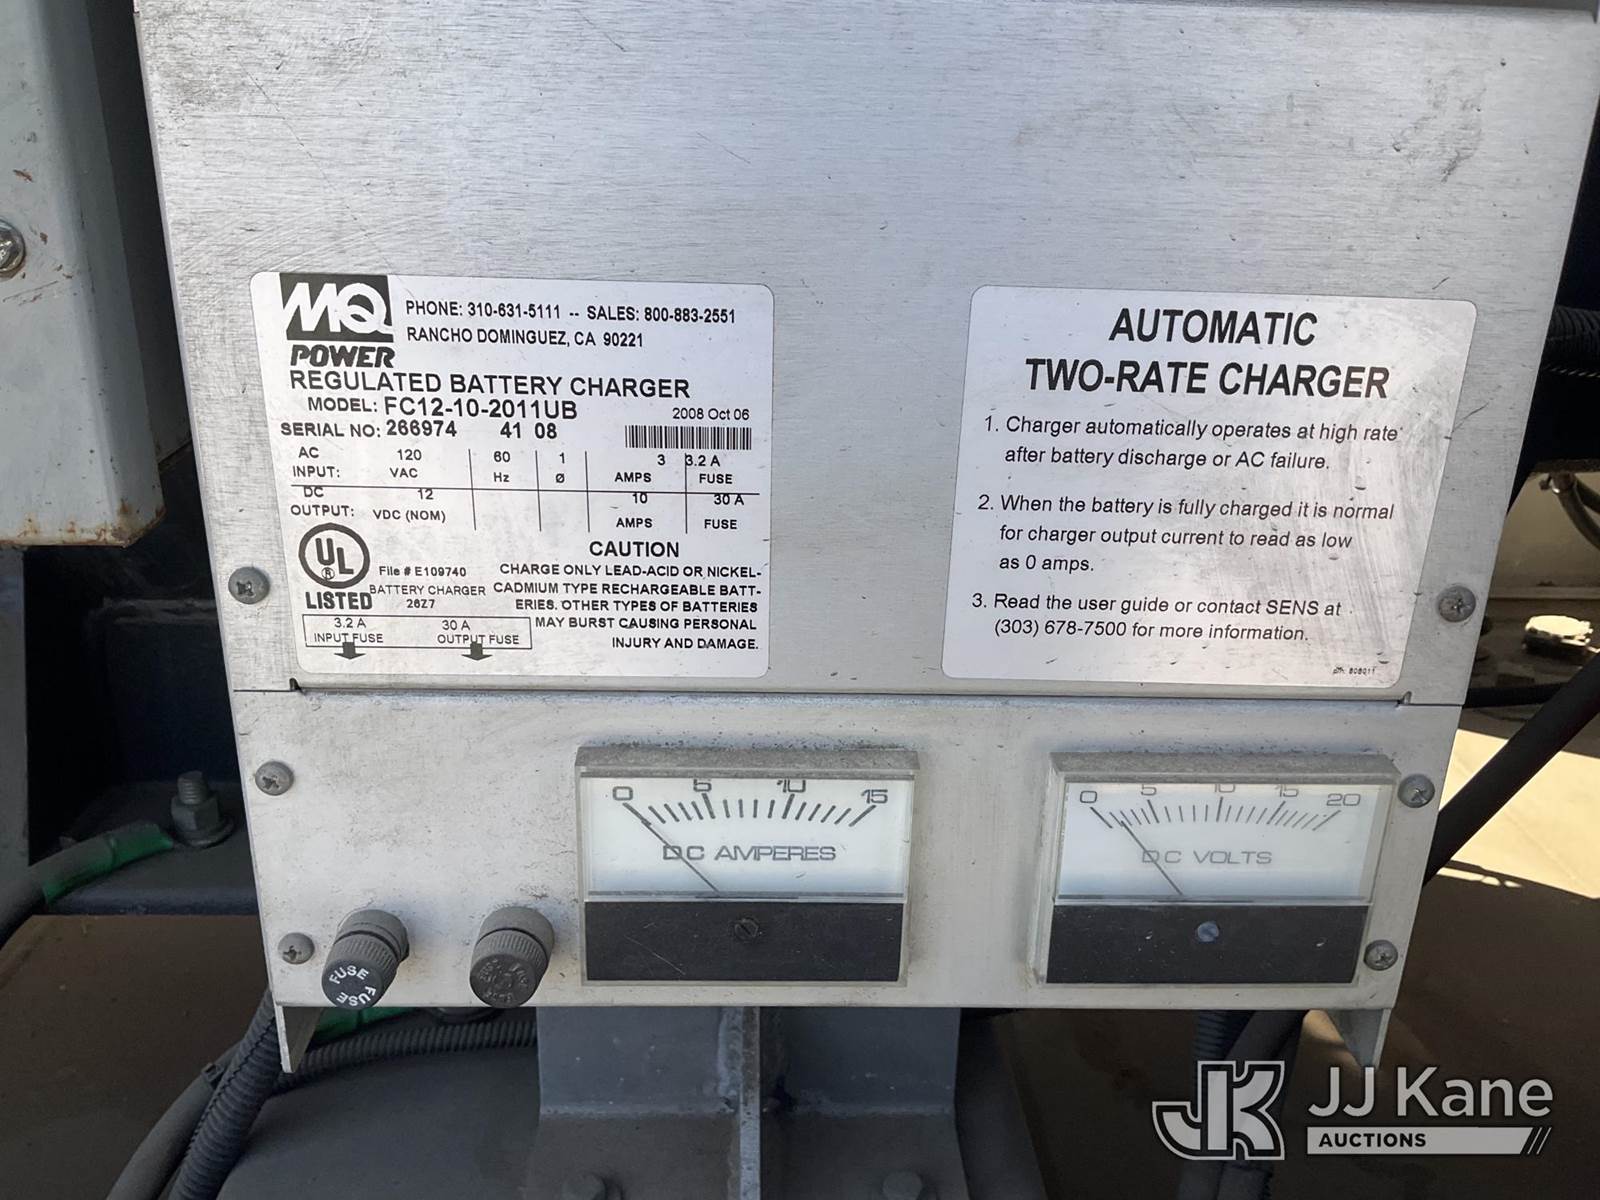 MQ
POWER
PHONE: 310-631-5111 -- SALES: 800-883-2551
RANCHO DOMINGUEZ, CA 90221
REGULATED BATTERY CHARGER
MODEL: FC12-10-2011UB
2008 Oct 06
SERIAL NO: 266974 41 08
AC 120 60 1 3 3.2 A
INPUT: VAC Hz Ø AMPS FUSE
DC 12 10 30 A
OUTPUT: VDC (NOM) AMPS FUSE
UL
®
LISTED
File # E109740
BATTERY CHARGER
26Z7
3.2 A 30 A
INPUT FUSE OUTPUT FUSE
CAUTION
CHARGE ONLY LEAD-ACID OR NICKEL-
CADMIUM TYPE RECHARGEABLE BATT-
ERIES. OTHER TYPES OF BATTERIES
MAY BURST CAUSING PERSONAL
INJURY AND DAMAGE.
AUTOMATIC
TWO-RATE CHARGER
1. Charger automatically operates at high rate
after battery discharge or AC failure.
2. When the battery is fully charged it is normal
for charger output current to read as low
as 0 amps.
3. Read the user guide or contact SENS at
(303) 678-7500 for more information.
0 5 10 15
DC AMPERES
0 5 10 15 20
DC VOLTS
FUSE
FUSE
JK
JJ Kane
AUCTIONS